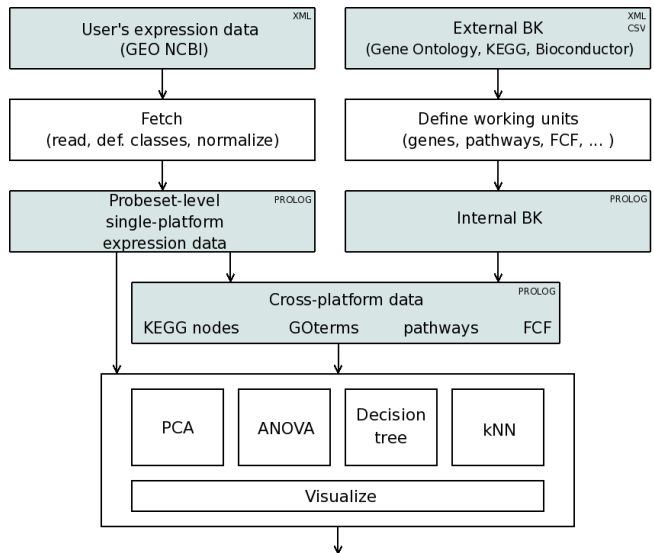 User's expression data
XML
(GEO NCBI)
External BK
XML
CSV
(Gene Ontology, KEGG, Bioconductor)
Fetch
(read, def. classes, normalize)
Define working units
(genes, pathways, FCF, ... )
Probeset-level
PROLOG
single-platform
expression data
PROLOG
Internal BK
Cross-platform data
PROLOG
KEGG nodes GOterms pathways FCF
PCA
ANOVA
Decision
tree
kNN
Visualize